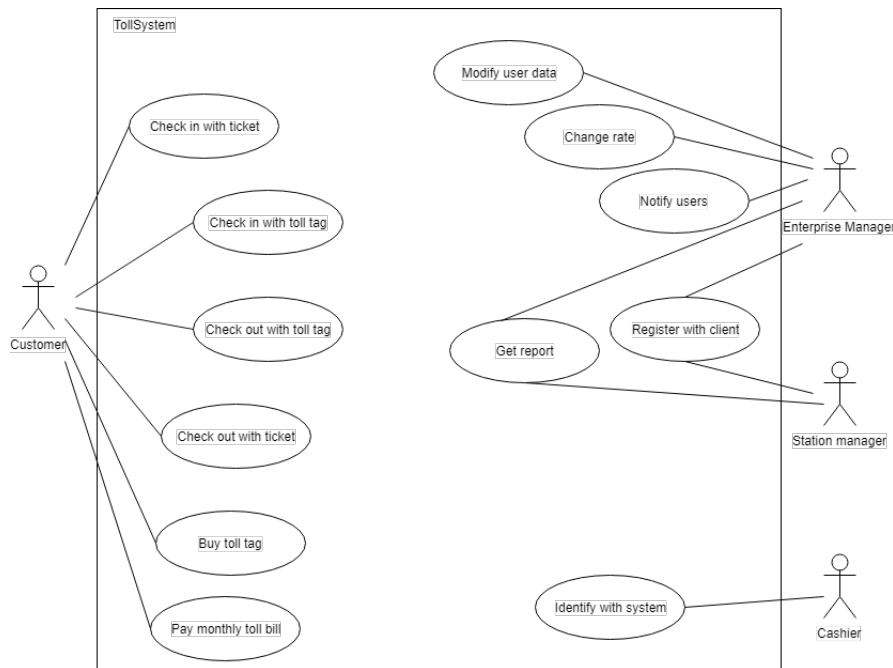 TollSystem
Modify user data
Check in with ticket
Change rate
Notify users
Check in with toll tag
Enterprise Manager
Customer
Check out with toll tag
Register with client
Get report
Station manager
Check out with ticket
Buy toll tag
Identify with system
Pay monthly toll bill
Cashier